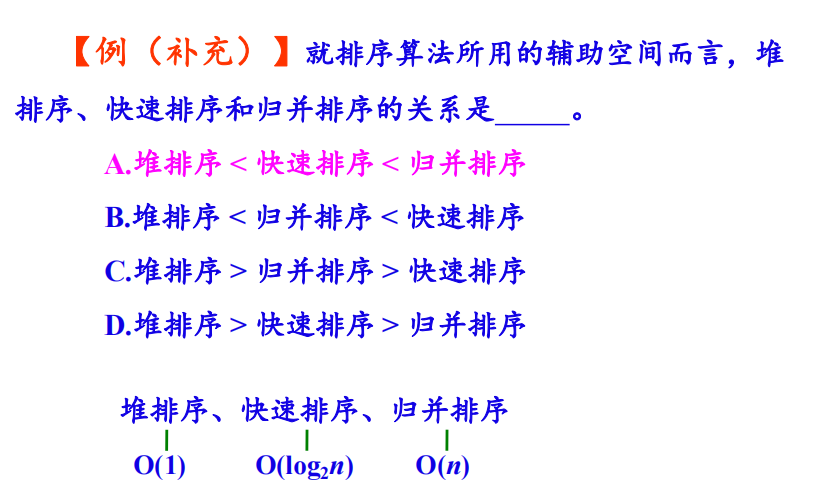 【例（补充）】就排序算法所用的辅助空间而言，堆
排序、快速排序和归并排序的关系是_____。
A.堆排序 < 快速排序 < 归并排序
B.堆排序 < 归并排序 < 快速排序
C.堆排序 > 归并排序 > 快速排序
D.堆排序 > 快速排序 > 归并排序
堆排序、快速排序、归并排序
O(1) O(log₂n) O(n)